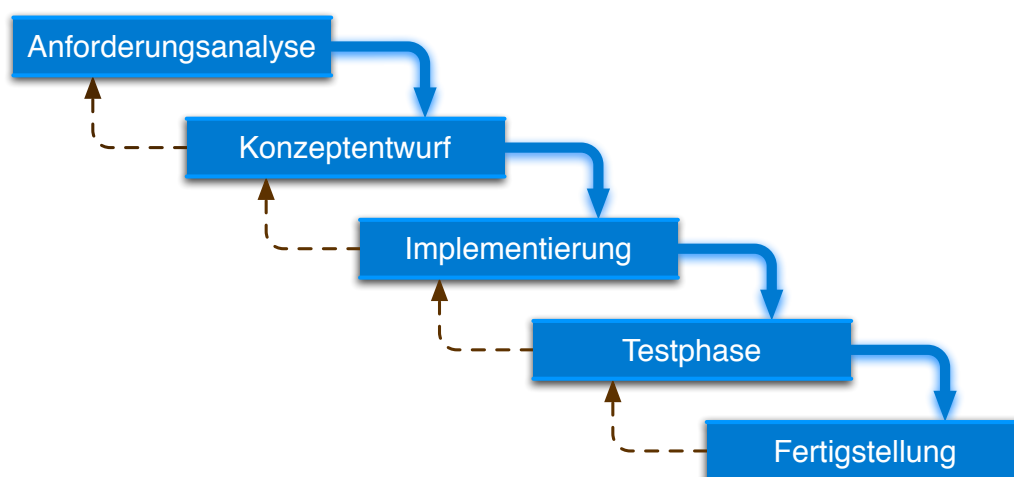 Anforderungsanalyse
Konzeptentwurf
Implementierung
Testphase
Fertigstellung